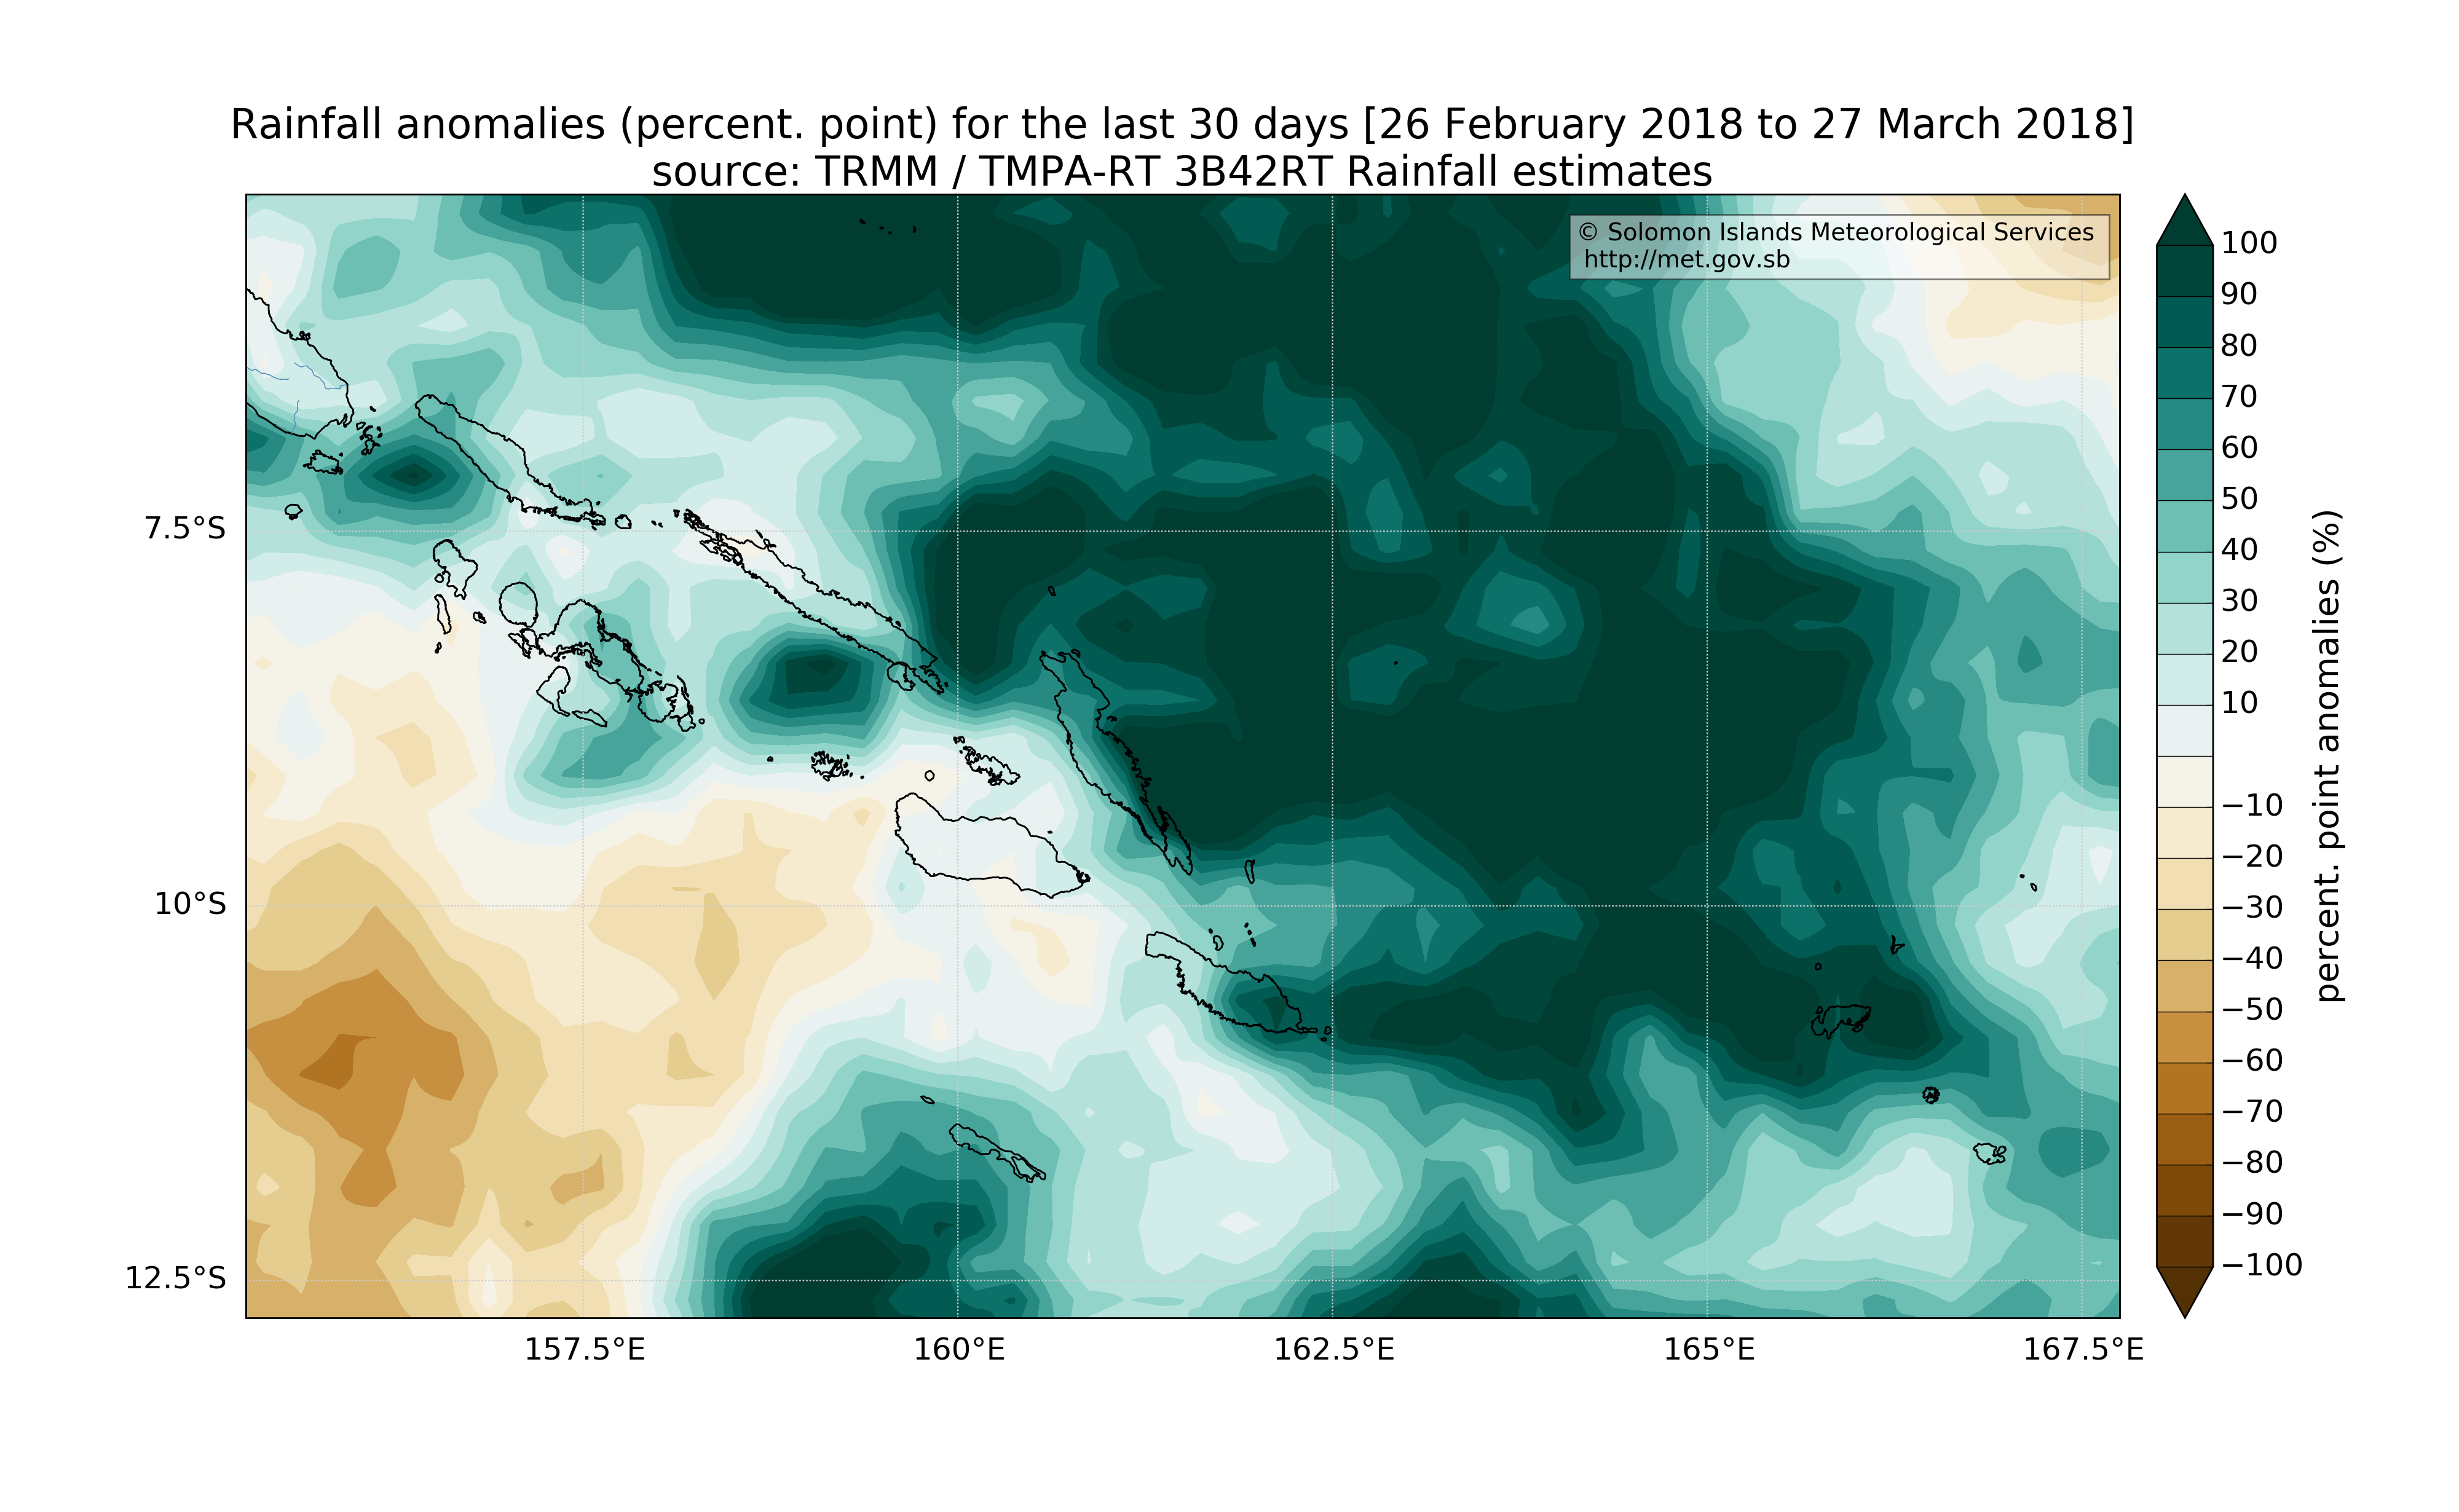 Rainfall anomalies (percent. point) for the last 30 days [26 February 2018 to 27 March 2018]
source: TRMM / TMPA-RT 3B42RT Rainfall estimates
© Solomon Islands Meteorological Services
http://met.gov.sb
7.5°S
10°S
12.5°S
157.5°E
160°E
162.5°E
165°E
167.5°E
100
90
80
70
60
50
40
30
20
10
−10
−20
−30
−40
−50
−60
−70
−80
−90
−100
percent. point anomalies (%)